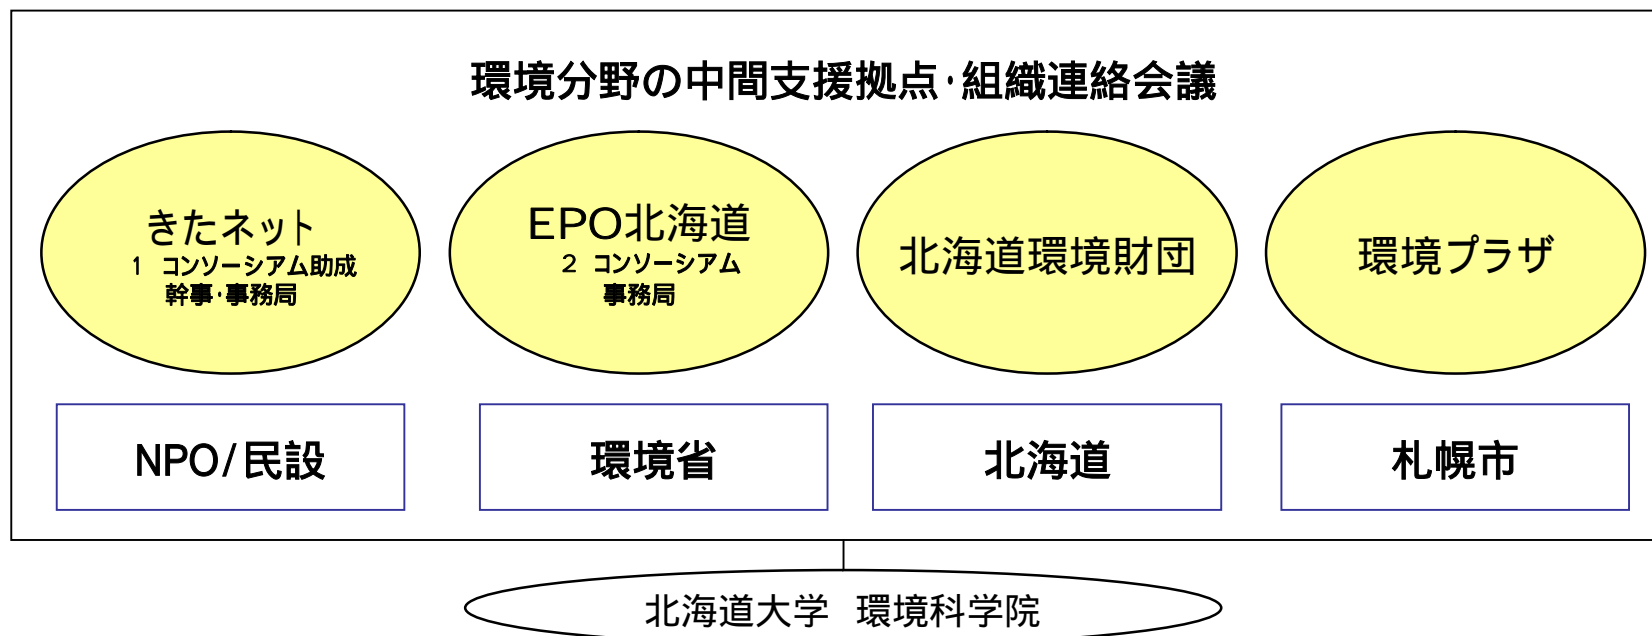 環境分野の中間支援拠点・組織連絡会議
きたネット
1 コンソーシアム助成
幹事・事務局
EPO北海道
2 コンソーシアム
事務局
北海道環境財団
環境プラザ
NPO/民設
環境省
北海道
札幌市
北海道大学 環境科学院